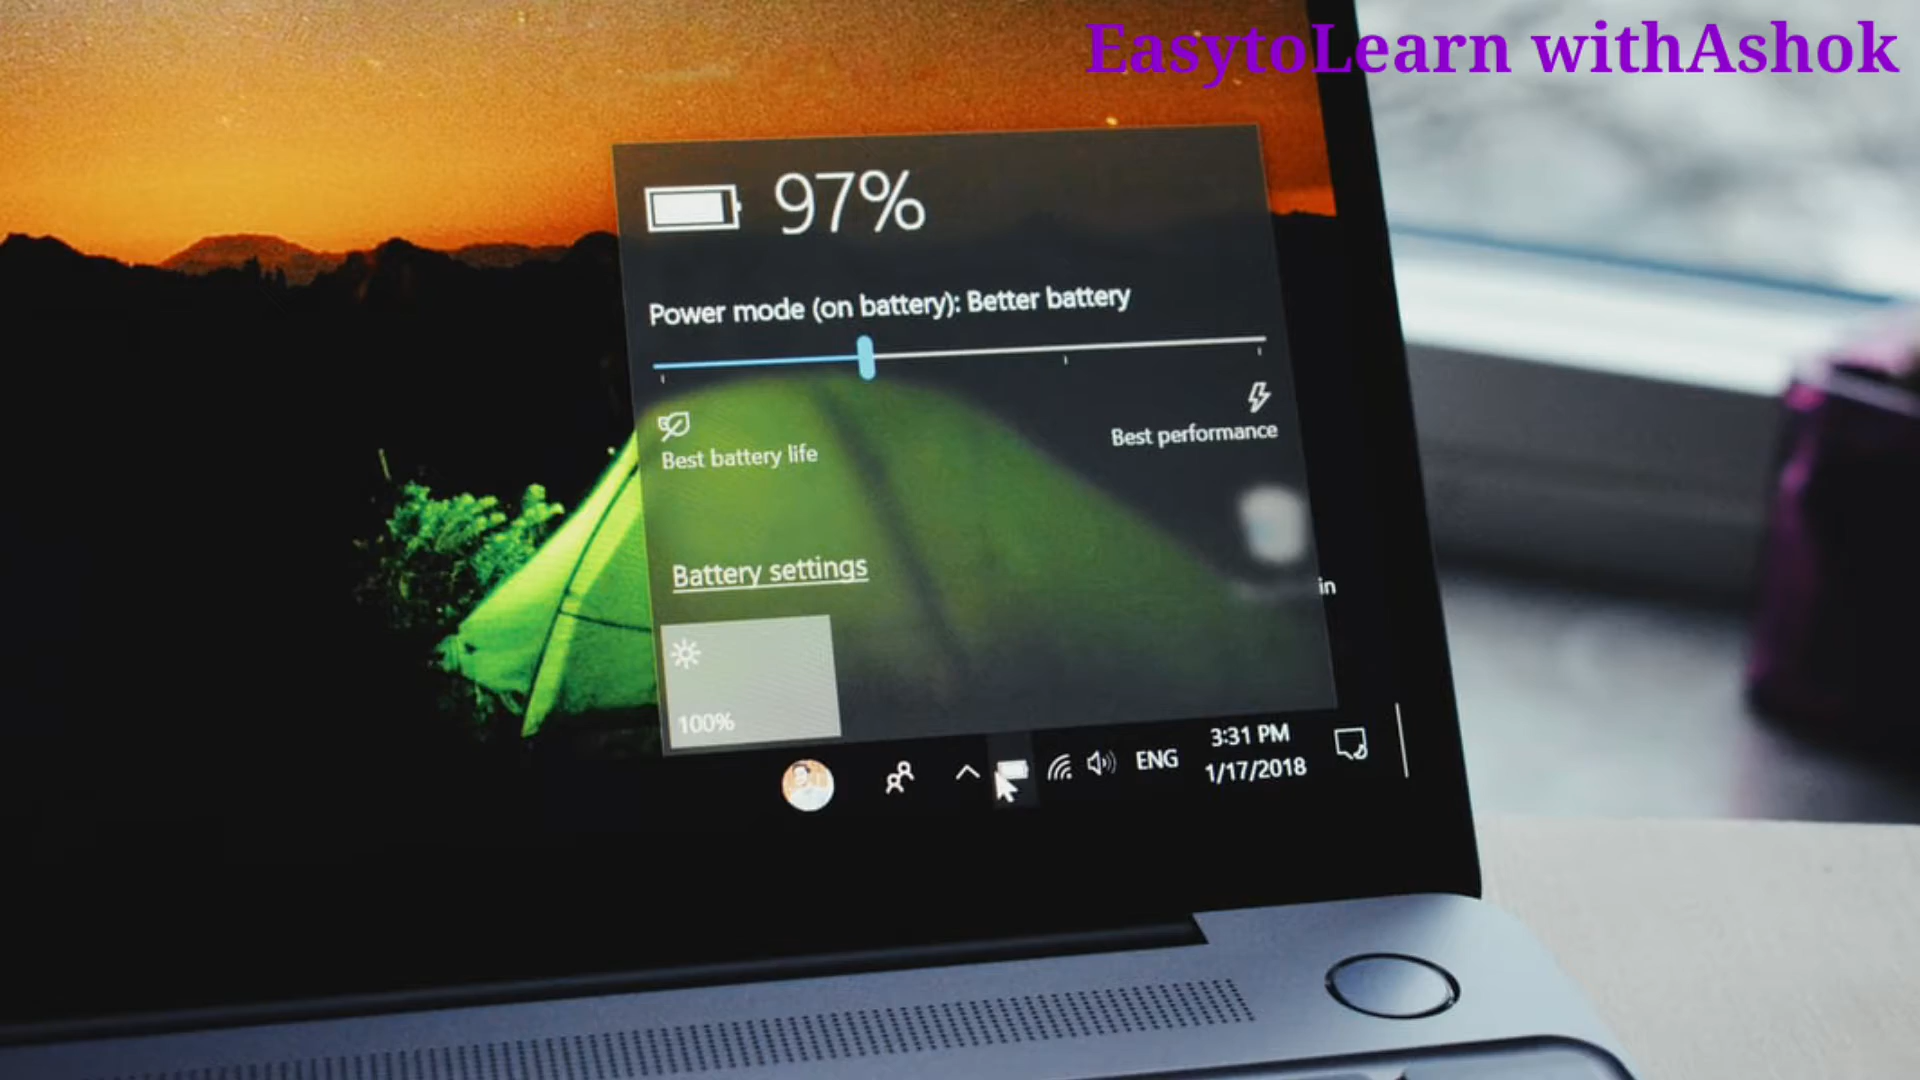 EasytoLearn withAshok
97%
Power mode (on battery): Better battery
Best battery life
Best performance
Battery settings
in
100%
ENG
3:31 PM
1/17/2018